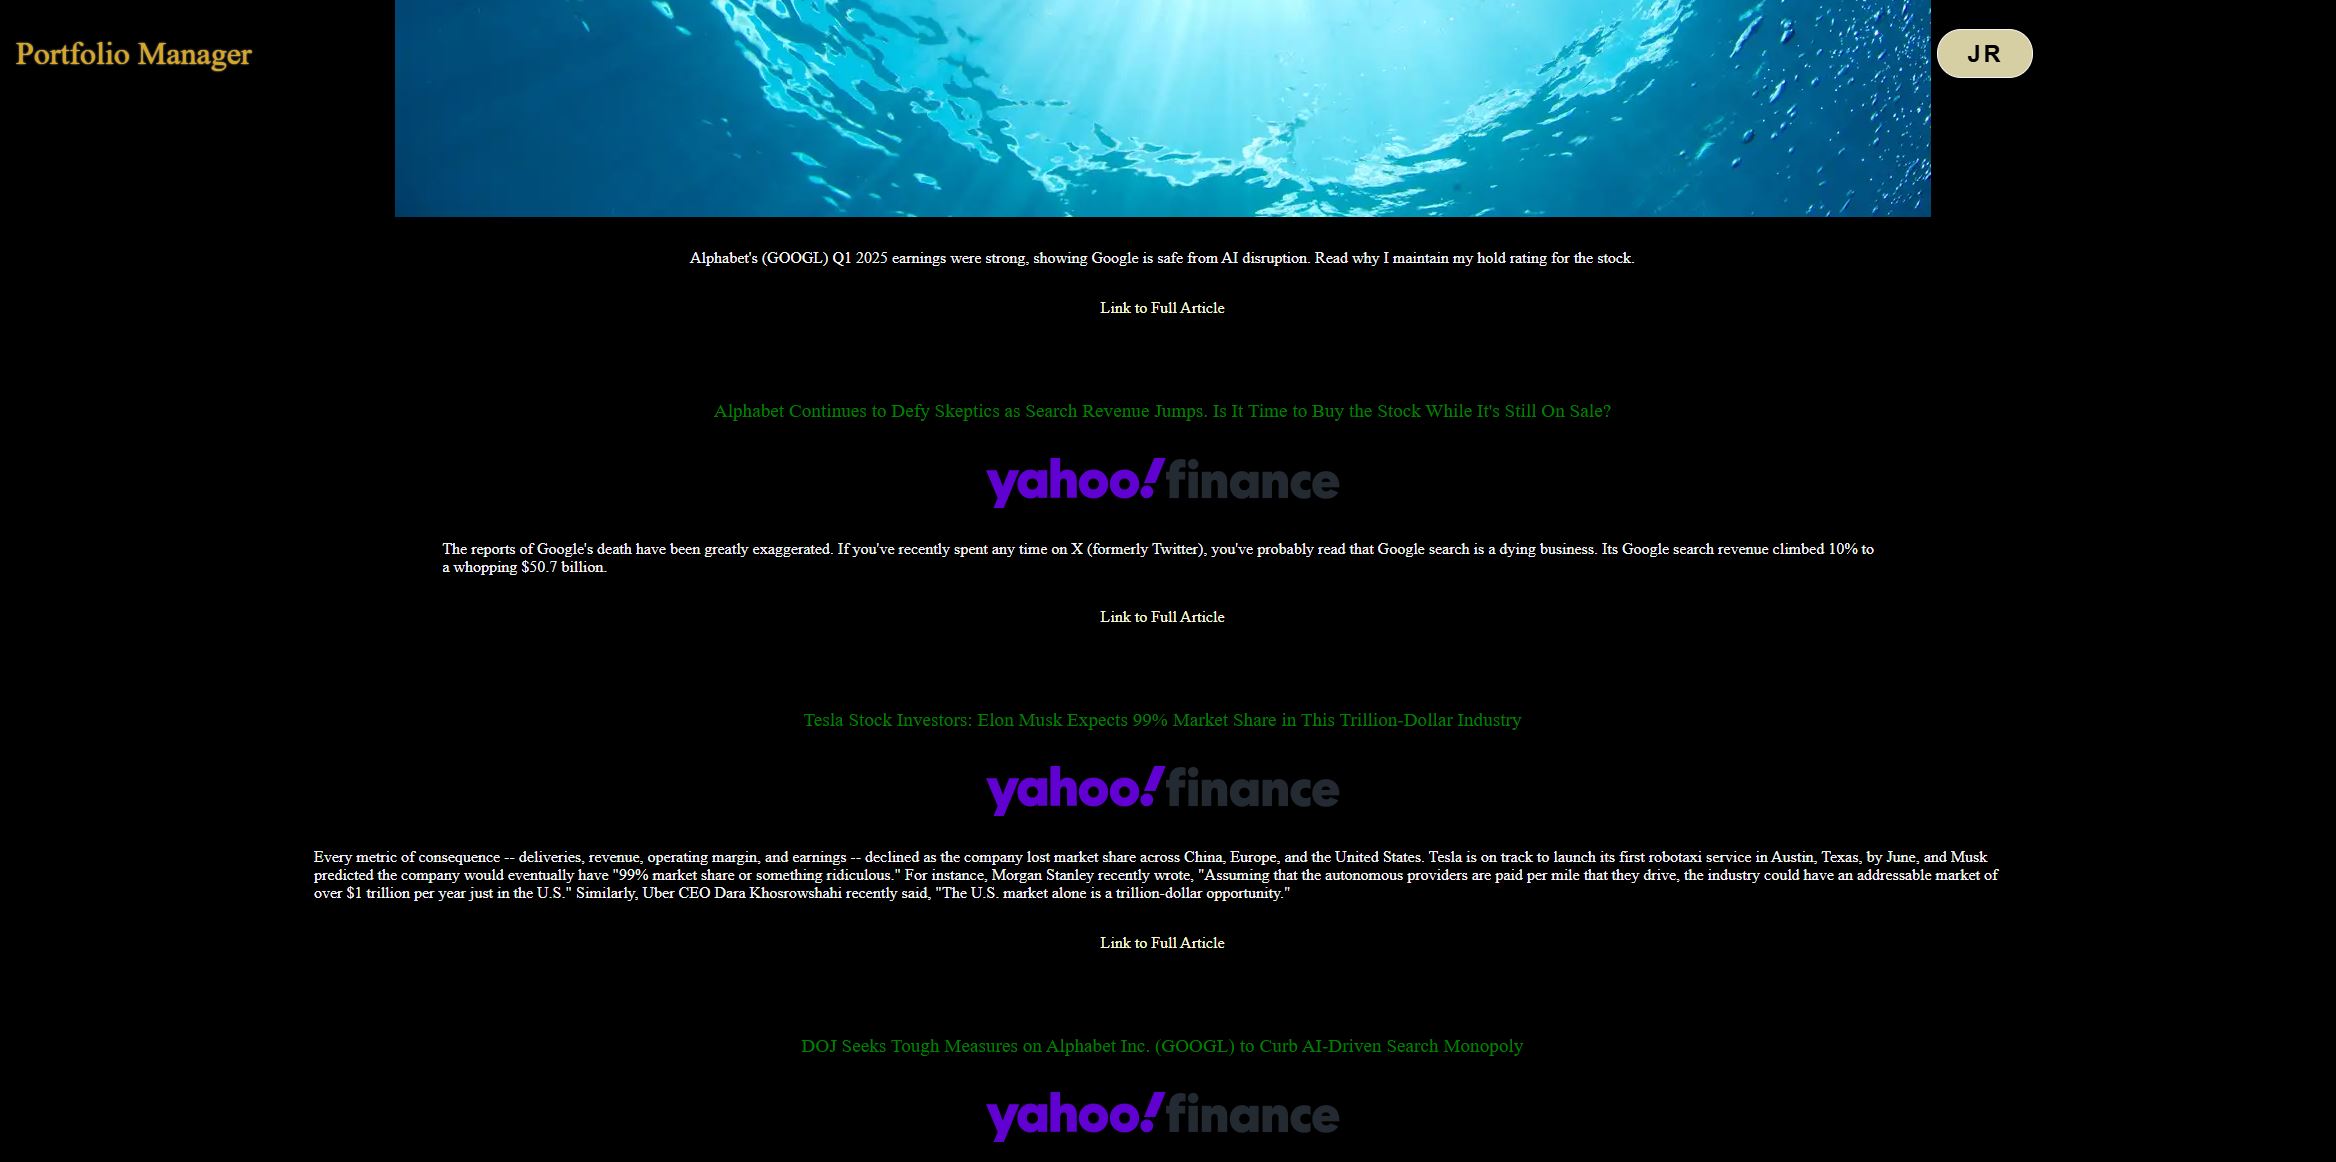 Portfolio Manager
JR
Alphabet's (GOOGL) Q1 2025 earnings were strong, showing Google is safe from AI disruption. Read why I maintain my hold rating for the stock.
Link to Full Article
Alphabet Continues to Defy Skeptics as Search Revenue Jumps. Is It Time to Buy the Stock While It's Still On Sale?
yahoo!finance
The reports of Google's death have been greatly exaggerated. If you've recently spent any time on X (formerly Twitter), you've probably read that Google search is a dying business. Its Google search revenue climbed 10% to
a whopping $50.7 billion.
Link to Full Article
Tesla Stock Investors: Elon Musk Expects 99% Market Share in This Trillion-Dollar Industry
yahoo!finance
Every metric of consequence -- deliveries, revenue, operating margin, and earnings -- declined as the company lost market share across China, Europe, and the United States. Tesla is on track to launch its first robotaxi service in Austin, Texas, by June, and Musk
predicted the company would eventually have "99% market share or something ridiculous." For instance, Morgan Stanley recently wrote, "Assuming that the autonomous providers are paid per mile that they drive, the industry could have an addressable market of
over $1 trillion per year just in the U.S." Similarly, Uber CEO Dara Khosrowshahi recently said, "The U.S. market alone is a trillion-dollar opportunity."
Link to Full Article
DOJ Seeks Tough Measures on Alphabet Inc. (GOOGL) to Curb AI-Driven Search Monopoly
yahoo!finance